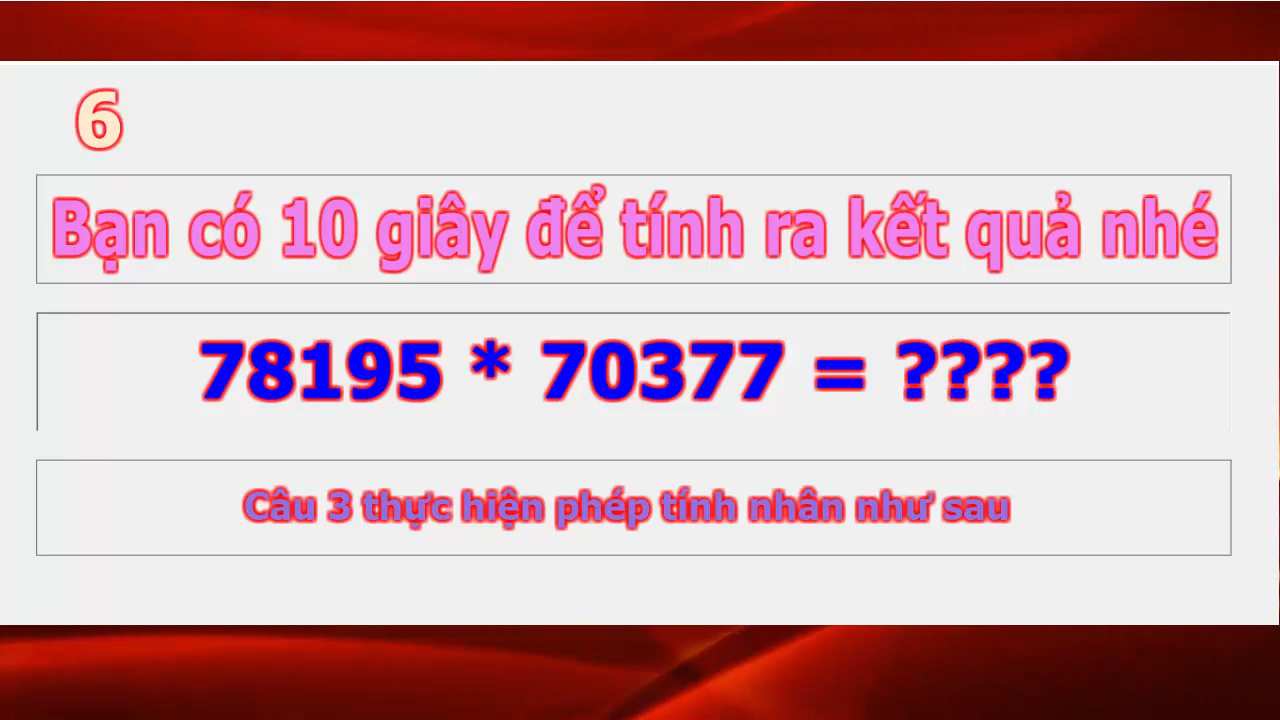 6
Bạn có 10 giây để tính ra kết quả nhé
78195 * 70377 = ????
Câu 3 thực hiện phép tính nhân như sau